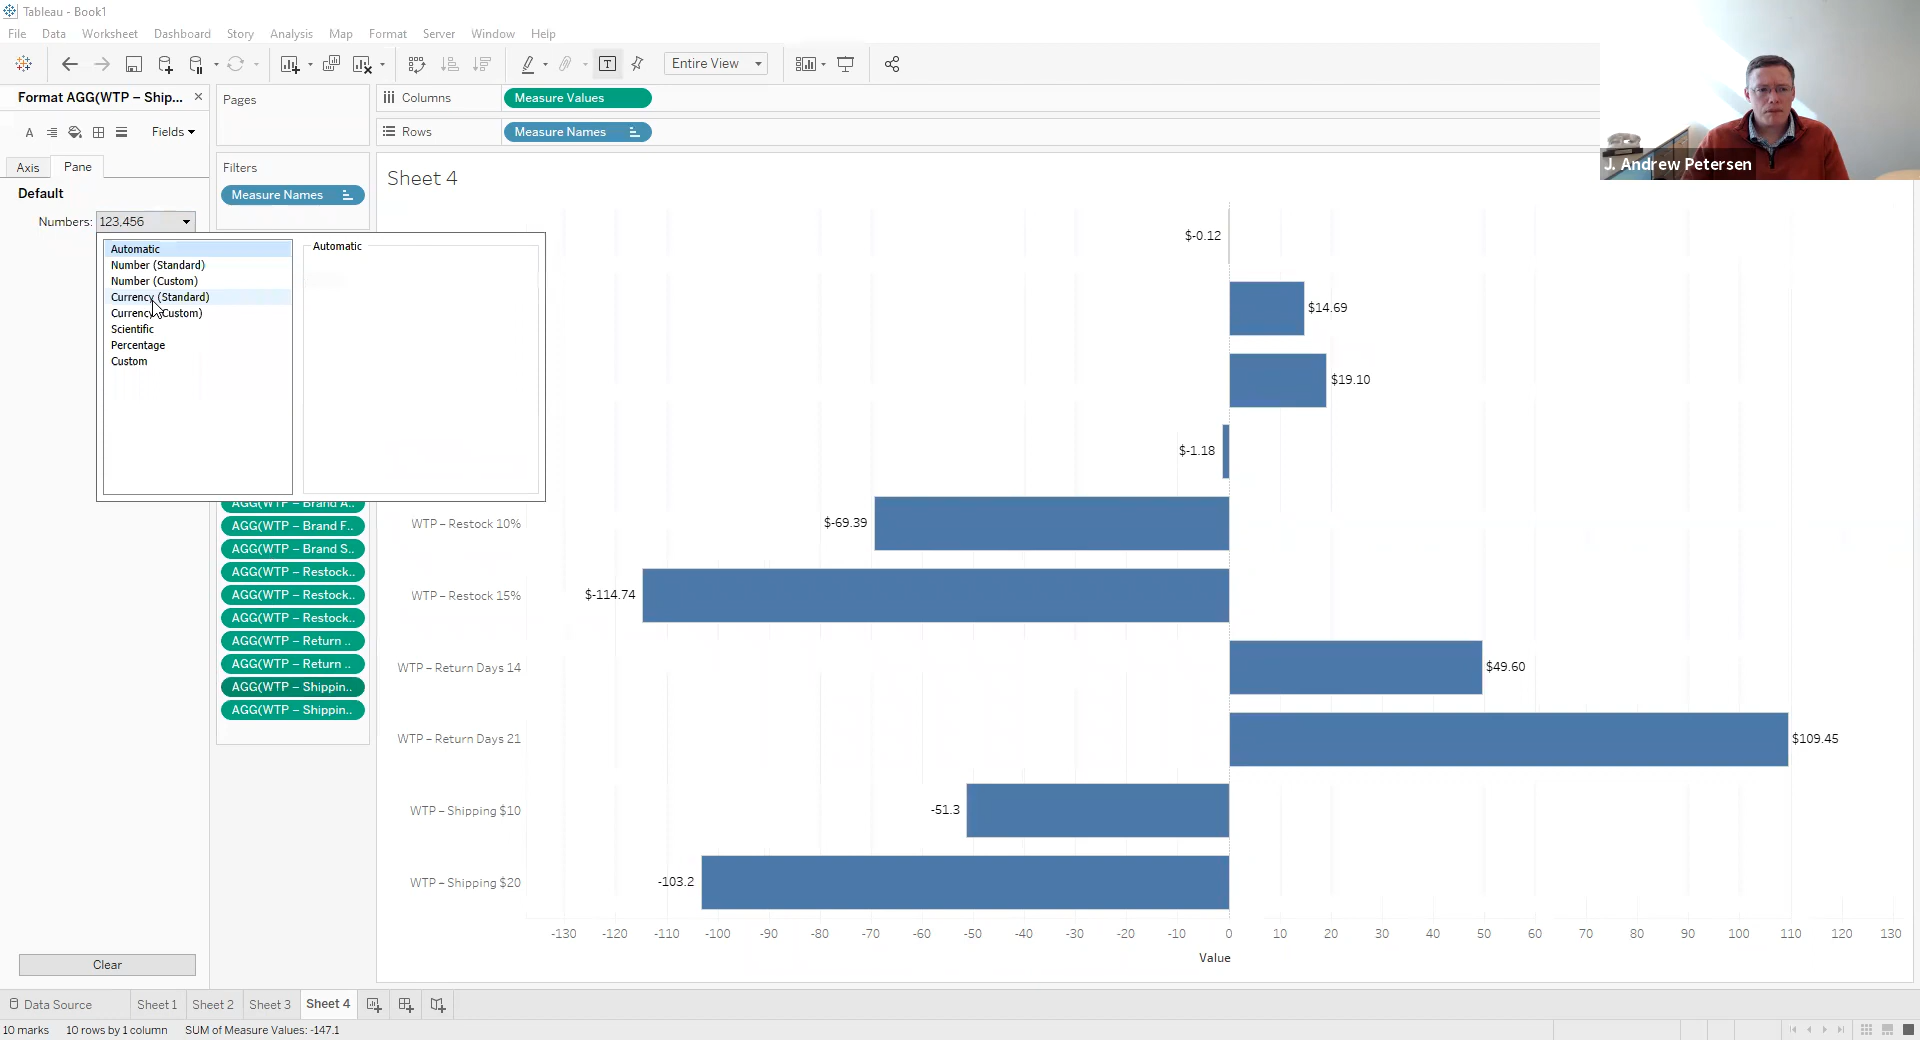 Tableau - Book1
File Data Worksheet Dashboard Story Analysis Map Format Server Window Help
Entire View
Format AGG(WTP – Ship...
Fields
Axis Pane
Default
Numbers: 123,456
Automatic
Number (Standard)
Number (Custom)
Currency (Standard)
Currency (Custom)
Scientific
Percentage
Custom
Automatic
Clear
Pages
Filters
Measure Names
AGG(WTP – Brand A..
AGG(WTP – Brand F..
AGG(WTP – Brand S..
AGG(WTP – Restock..
AGG(WTP – Restock..
AGG(WTP – Restock..
AGG(WTP – Return ..
AGG(WTP – Return ..
AGG(WTP – Shippin..
AGG(WTP – Shippin..
Columns Measure Values
Rows Measure Names
J. Andrew Petersen
Sheet 4
$-0.12
$14.69
$19.10
$-1.18
WTP – Restock 10% $-69.39
WTP – Restock 15% $-114.74
WTP – Return Days 14 $49.60
WTP – Return Days 21 $109.45
WTP – Shipping $10 -51.3
WTP – Shipping $20 -103.2
-130 -120 -110 -100 -90 -80 -70 -60 -50 -40 -30 -20 -10 0 10 20 30 40 50 60 70 80 90 100 110 120 130
Value
Data Source Sheet 1 Sheet 2 Sheet 3 Sheet 4
10 marks 10 rows by 1 column SUM of Measure Values: -147.1